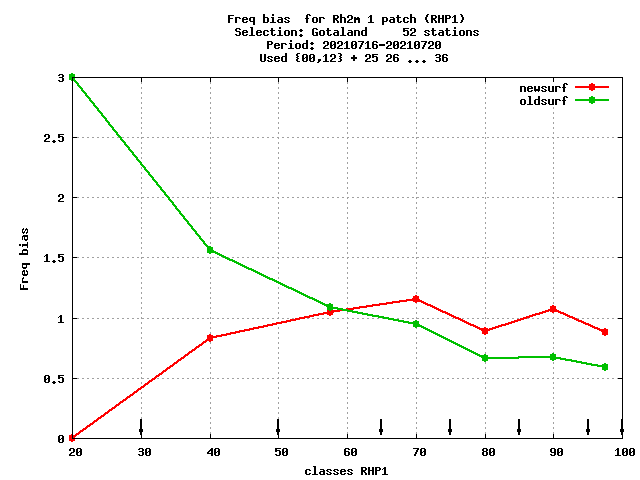 Freq bias  for Rh2m 1 patch (RHP1)
Selection: Gotaland     52 stations
Period: 20210716-20210720
Used {00,12} + 25 26 ... 36
newsurf
oldsurf
3
2.5
2
1.5
1
0.5
0
Freq bias
20 30 40 50 60 70 80 90 100
classes RHP1